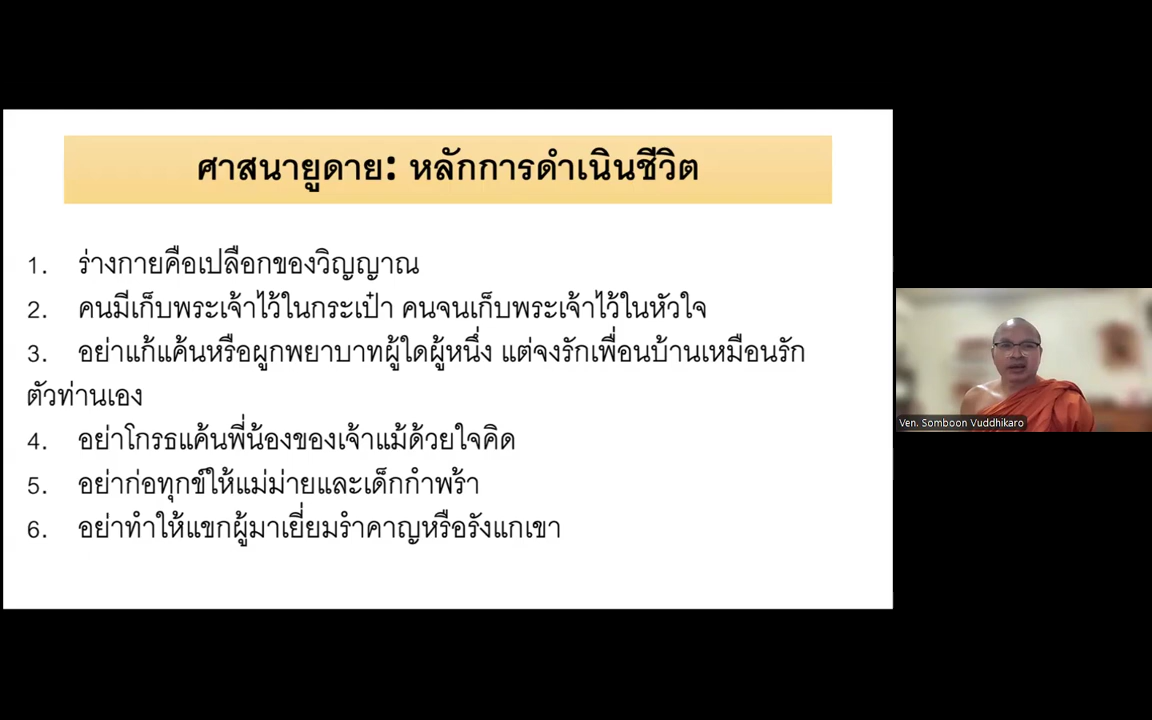 ศาสนายูดาย: หลักการดำเนินชีวิต
1. ร่างกายคือเปลือกของวิญญาณ
2. คนมีเก็บพระเจ้าไว้ในกระเป๋า คนจนเก็บพระเจ้าไว้ในหัวใจ
3. อย่าแก้แค้นหรือผูกพยาบาทผู้ใดผู้หนึ่ง แต่จงรักเพื่อนบ้านเหมือนรัก
ตัวท่านเอง
4. อย่าโกรธแค้นพี่น้องของเจ้าแม้ด้วยใจคิด
5. อย่าก่อทุกข์ให้แม่ม่ายและเด็กกำพร้า
6. อย่าทำให้แขกผู้มาเยี่ยมรำคาญหรือรังแกเขา
Ven. Somboon Vuddhikaro